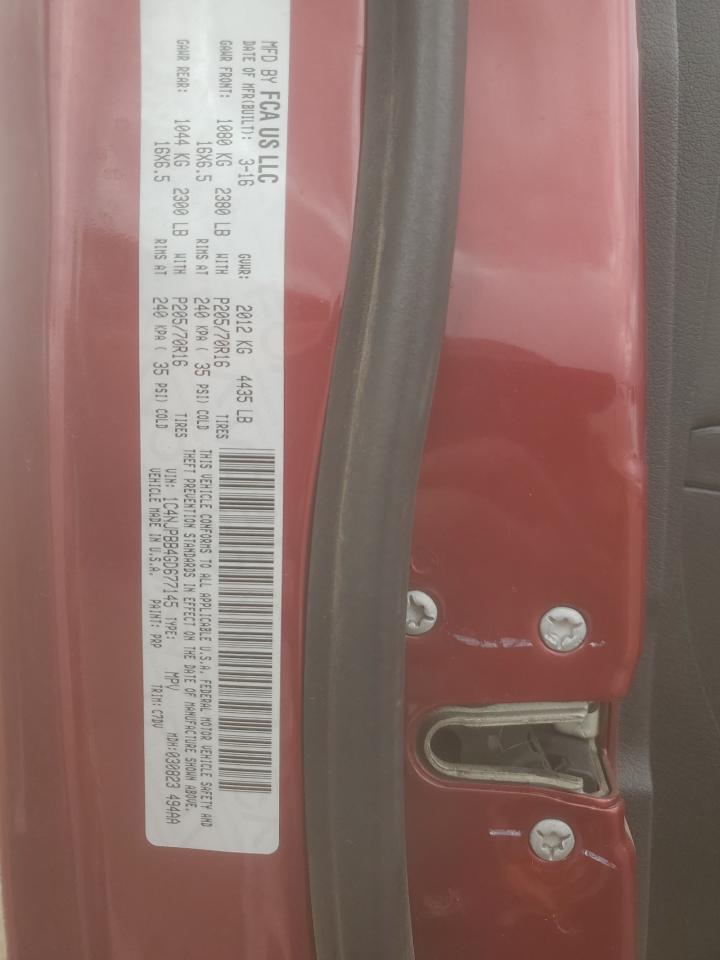 MFD BY FCA US LLC
DATE OF MFR(BUILT): 3-16 GVWR: 2012 KG 4435 LB
GAWR FRONT: 1080 KG 2380 LB WITH P205/70R16 TIRES
16X6.5 RIMS AT 240 KPA ( 35 PSI) COLD
GAWR REAR: 1044 KG 2300 LB WITH P205/70R16 TIRES
16X6.5 RIMS AT 240 KPA ( 35 PSI) COLD
THIS VEHICLE CONFORMS TO ALL APPLICABLE U.S.A. FEDERAL MOTOR VEHICLE SAFETY AND
THEFT PREVENTION STANDARDS IN EFFECT ON THE DATE OF MANUFACTURE SHOWN ABOVE.
VIN: 1C4NJPBB4GD677145 TYPE: MPV MDH:030823 494AA
VEHICLE MADE IN U.S.A. PAINT: PRP TRIM: C7DV